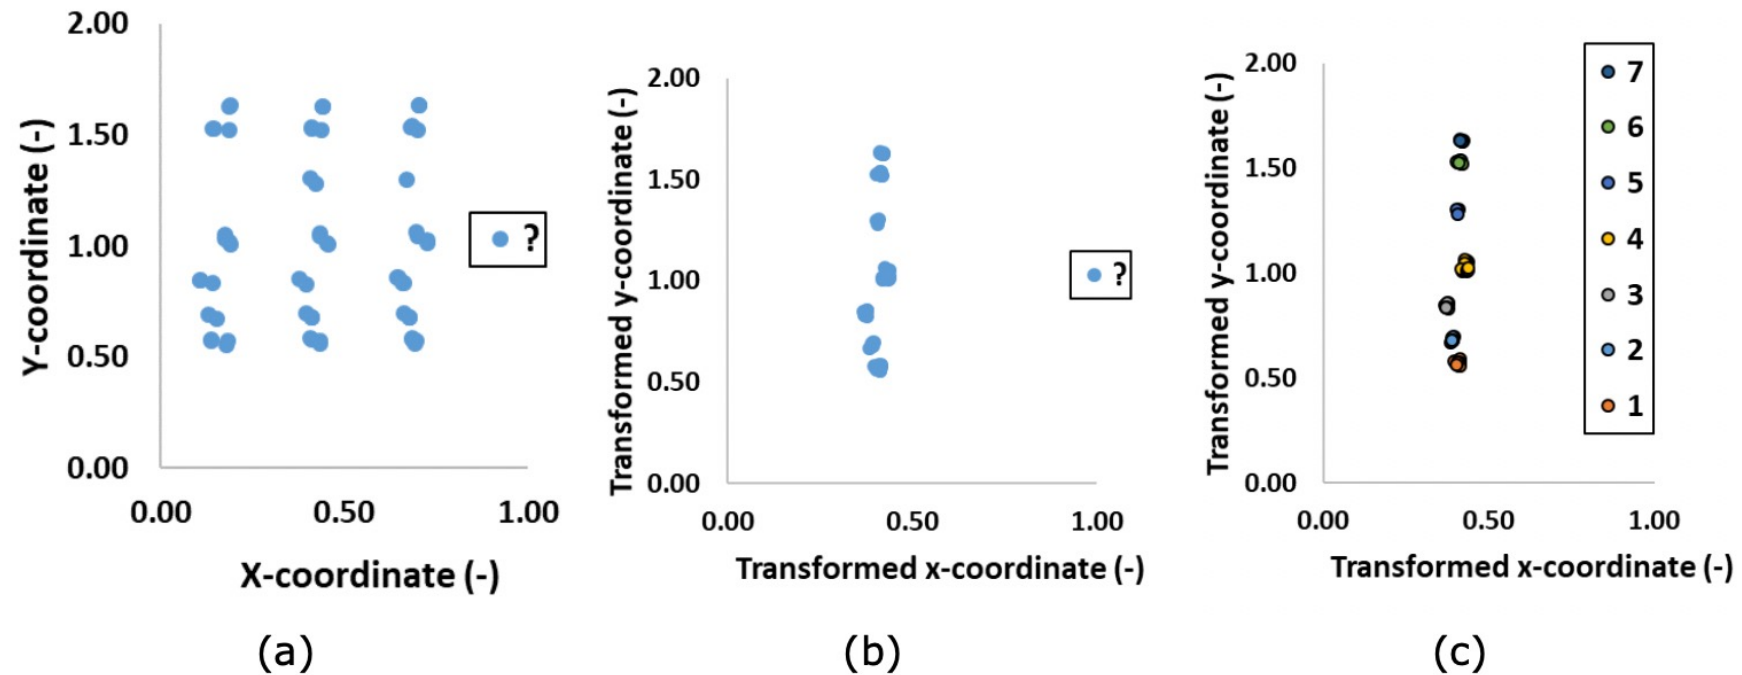 2.00
1.50
1.00
0.50
0.00
0.00 0.50 1.00
Y-coordinate (-)
X-coordinate (-)
?
(a)
2.00
1.50
1.00
0.50
0.00
0.00 0.50 1.00
Transformed y-coordinate (-)
Transformed x-coordinate (-)
?
(b)
2.00
1.50
1.00
0.50
0.00
0.00 0.50 1.00
Transformed y-coordinate (-)
Transformed x-coordinate (-)
7
6
5
4
3
2
1
(c)